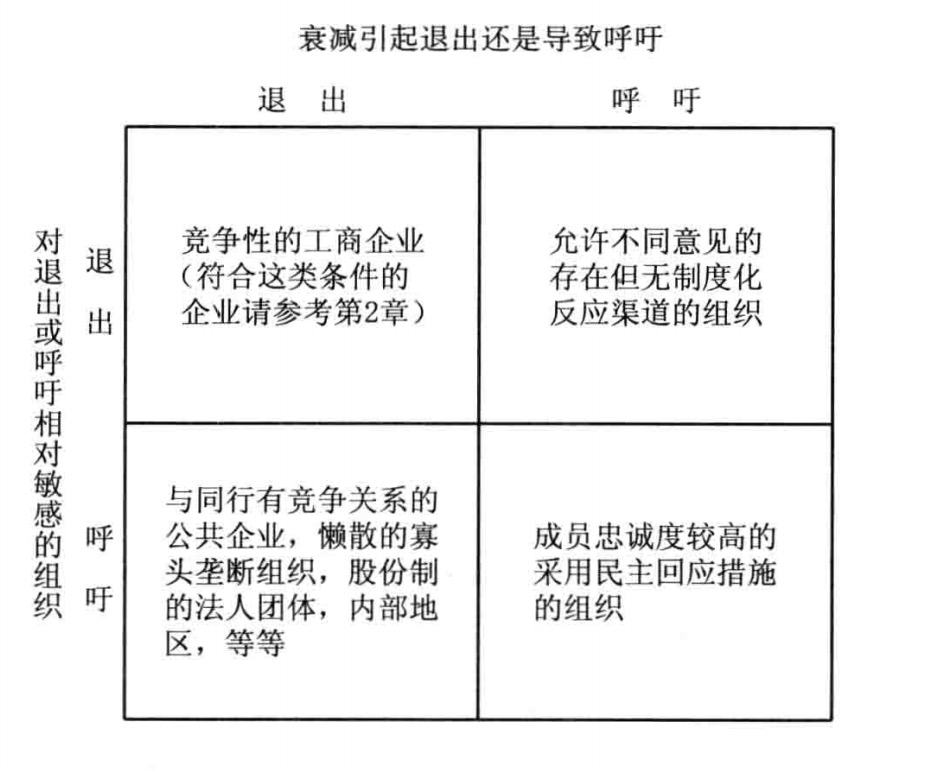 衰减引起退出还是导致呼吁
退 出
呼 吁
对退出或呼吁相对敏感的组织
退出
竞争性的工商企业
（符合这类条件的
企业请参考第2章）
允许不同意见的
存在但无制度化
反应渠道的组织
呼吁
与同行有竞争关系的
公共企业，懒散的寡
头垄断组织，股份制
的法人团体，内部地
区，等等
成员忠诚度较高的
采用民主回应措施
的组织